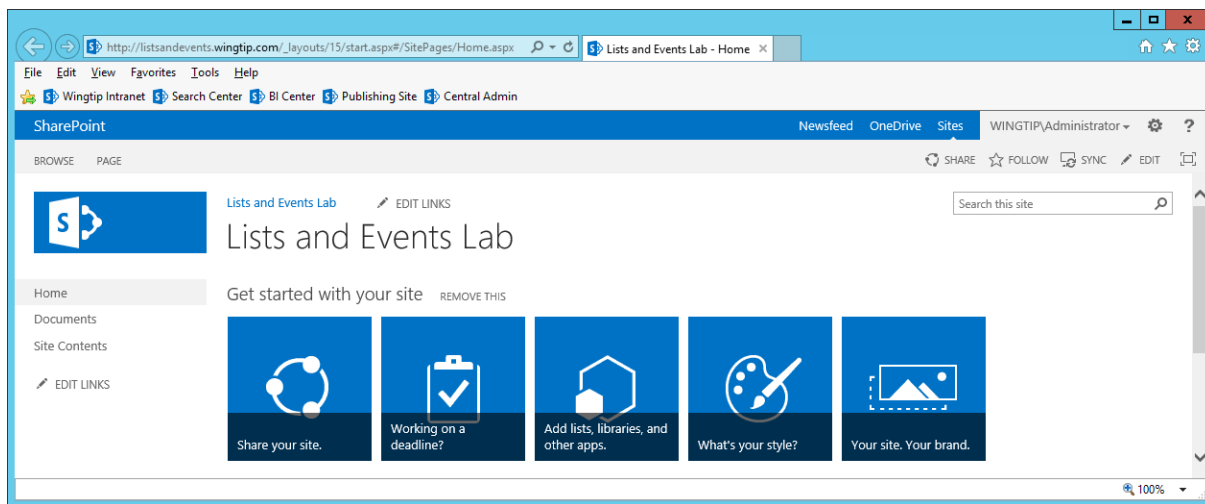 http://listsandevents.wingtip.com/_layouts/15/start.aspx#/SitePages/Home.aspx
Lists and Events Lab - Home
File Edit View Favorites Tools Help
Wingtip Intranet Search Center BI Center Publishing Site Central Admin
SharePoint Newsfeed OneDrive Sites WINGTIP\Administrator ?
BROWSE PAGE SHARE FOLLOW SYNC EDIT
S
Lists and Events Lab EDIT LINKS Search this site
Lists and Events Lab
Home
Documents
Site Contents
EDIT LINKS
Get started with your site REMOVE THIS
Share your site.
Working on a
deadline?
Add lists, libraries, and
other apps.
What's your style?
Your site. Your brand.
100%